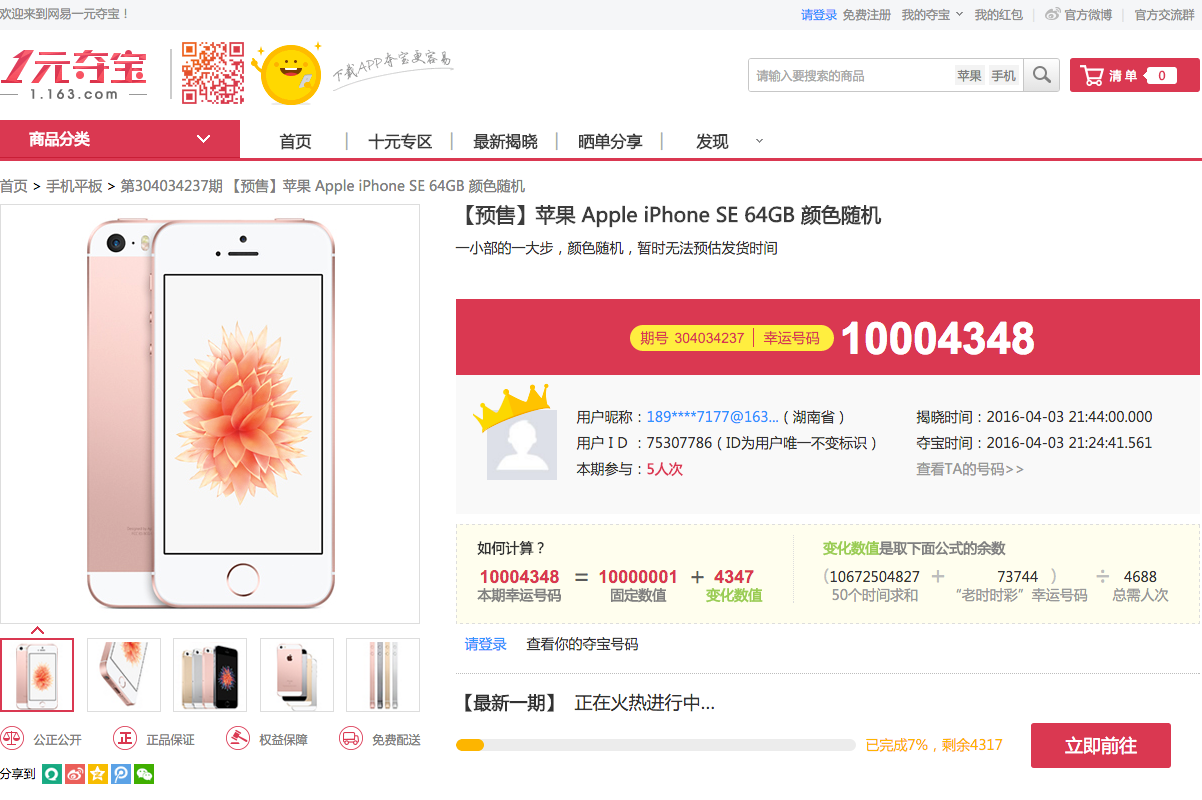 欢迎来到网易一元夺宝！
请登录 免费注册 我的夺宝 我的红包 官方微博 官方交流群
1元夺宝
1.163.com
下载APP夺宝更容易
请输入要搜索的商品 苹果 手机
清单 0
商品分类 首页 十元专区 最新揭晓 晒单分享 发现
首页 > 手机平板 > 第304034237期 【预售】苹果 Apple iPhone SE 64GB 颜色随机
【预售】苹果 Apple iPhone SE 64GB 颜色随机
一小部的一大步，颜色随机，暂时无法预估发货时间
期号 304034237 幸运号码 10004348
用户昵称：189****7177@163... ( 湖南省 ) 揭晓时间：2016-04-03 21:44:00.000
用户 I D ：75307786 ( ID为用户唯一不变标识 ) 夺宝时间：2016-04-03 21:24:41.561
本期参与：5人次 查看TA的号码>>
如何计算？ 变化数值是取下面公式的余数
10004348 = 10000001 + 4347 (10672504827 + 73744 ) ÷ 4688
本期幸运号码 固定数值 变化数值 50个时间求和 “老时时彩”幸运号码 总需人次
请登录 查看你的夺宝号码
【最新一期】 正在火热进行中...
公正公开 正 正品保证 权益保障 免费配送
已完成7%，剩余4317 立即前往
分享到